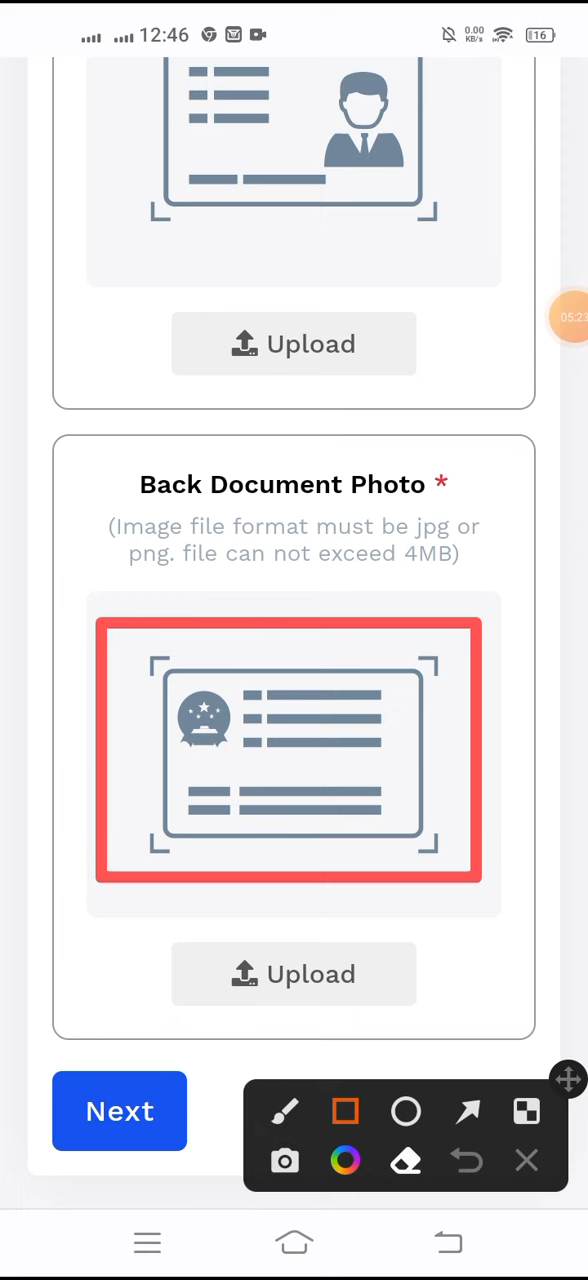 12:46
0.00
KB/s
16
05:23
Upload
Back Document Photo *
(Image file format must be jpg or
png. file can not exceed 4MB)
Upload
Next